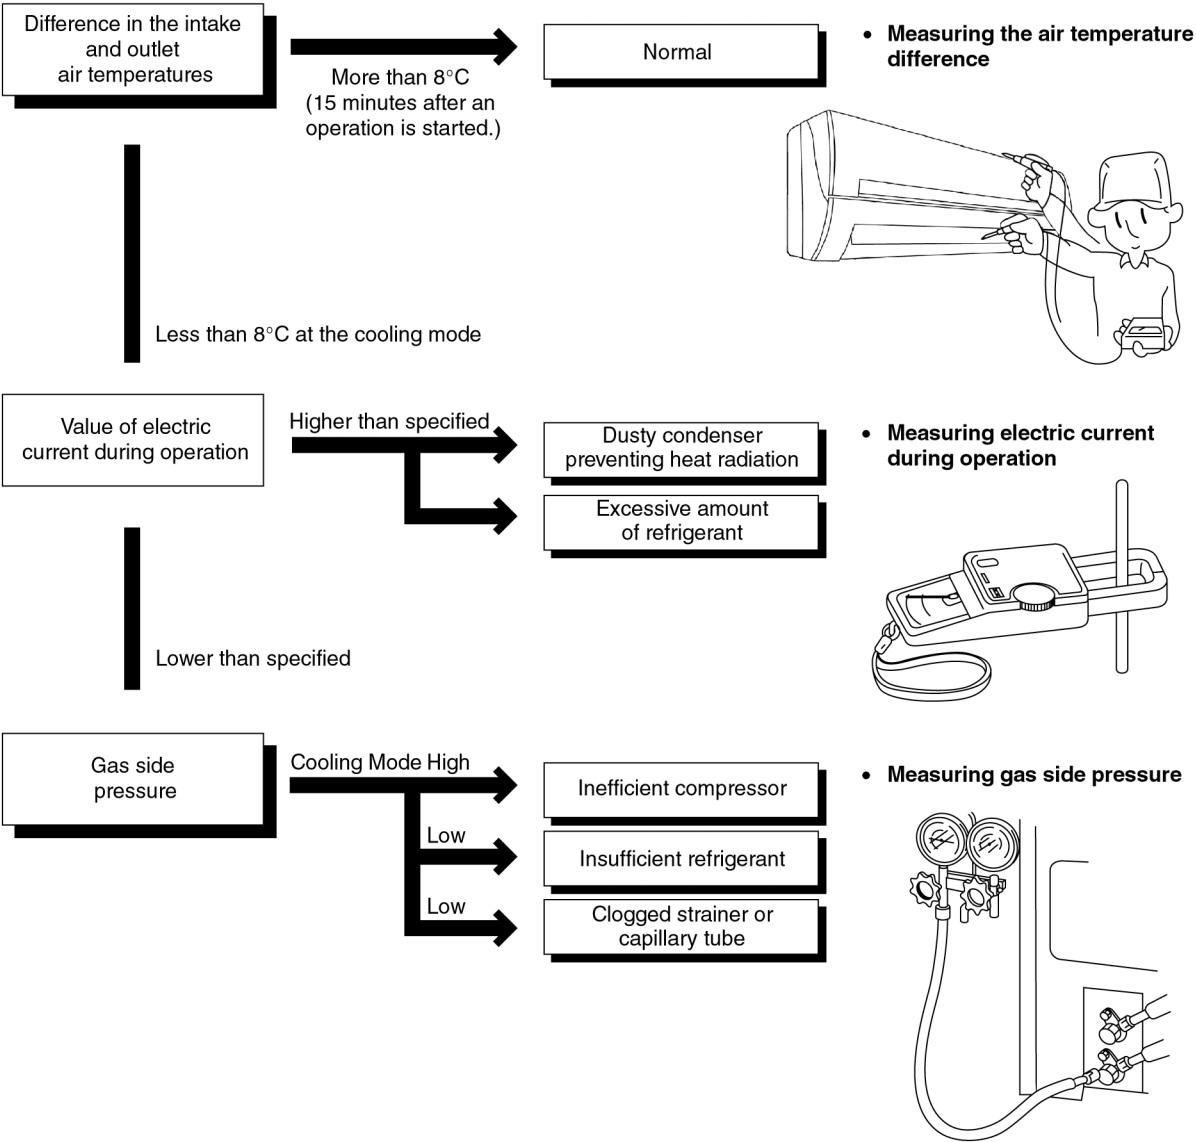 Difference in the intake
and outlet
air temperatures
More than 8°C
(15 minutes after an
operation is started.)
Normal
• Measuring the air temperature
difference
Less than 8°C at the cooling mode
Value of electric
current during operation
Higher than specified
Dusty condenser
preventing heat radiation
Excessive amount
of refrigerant
• Measuring electric current
during operation
Lower than specified
Gas side
pressure
Cooling Mode High
Inefficient compressor
Low
Insufficient refrigerant
Low
Clogged strainer or
capillary tube
• Measuring gas side pressure